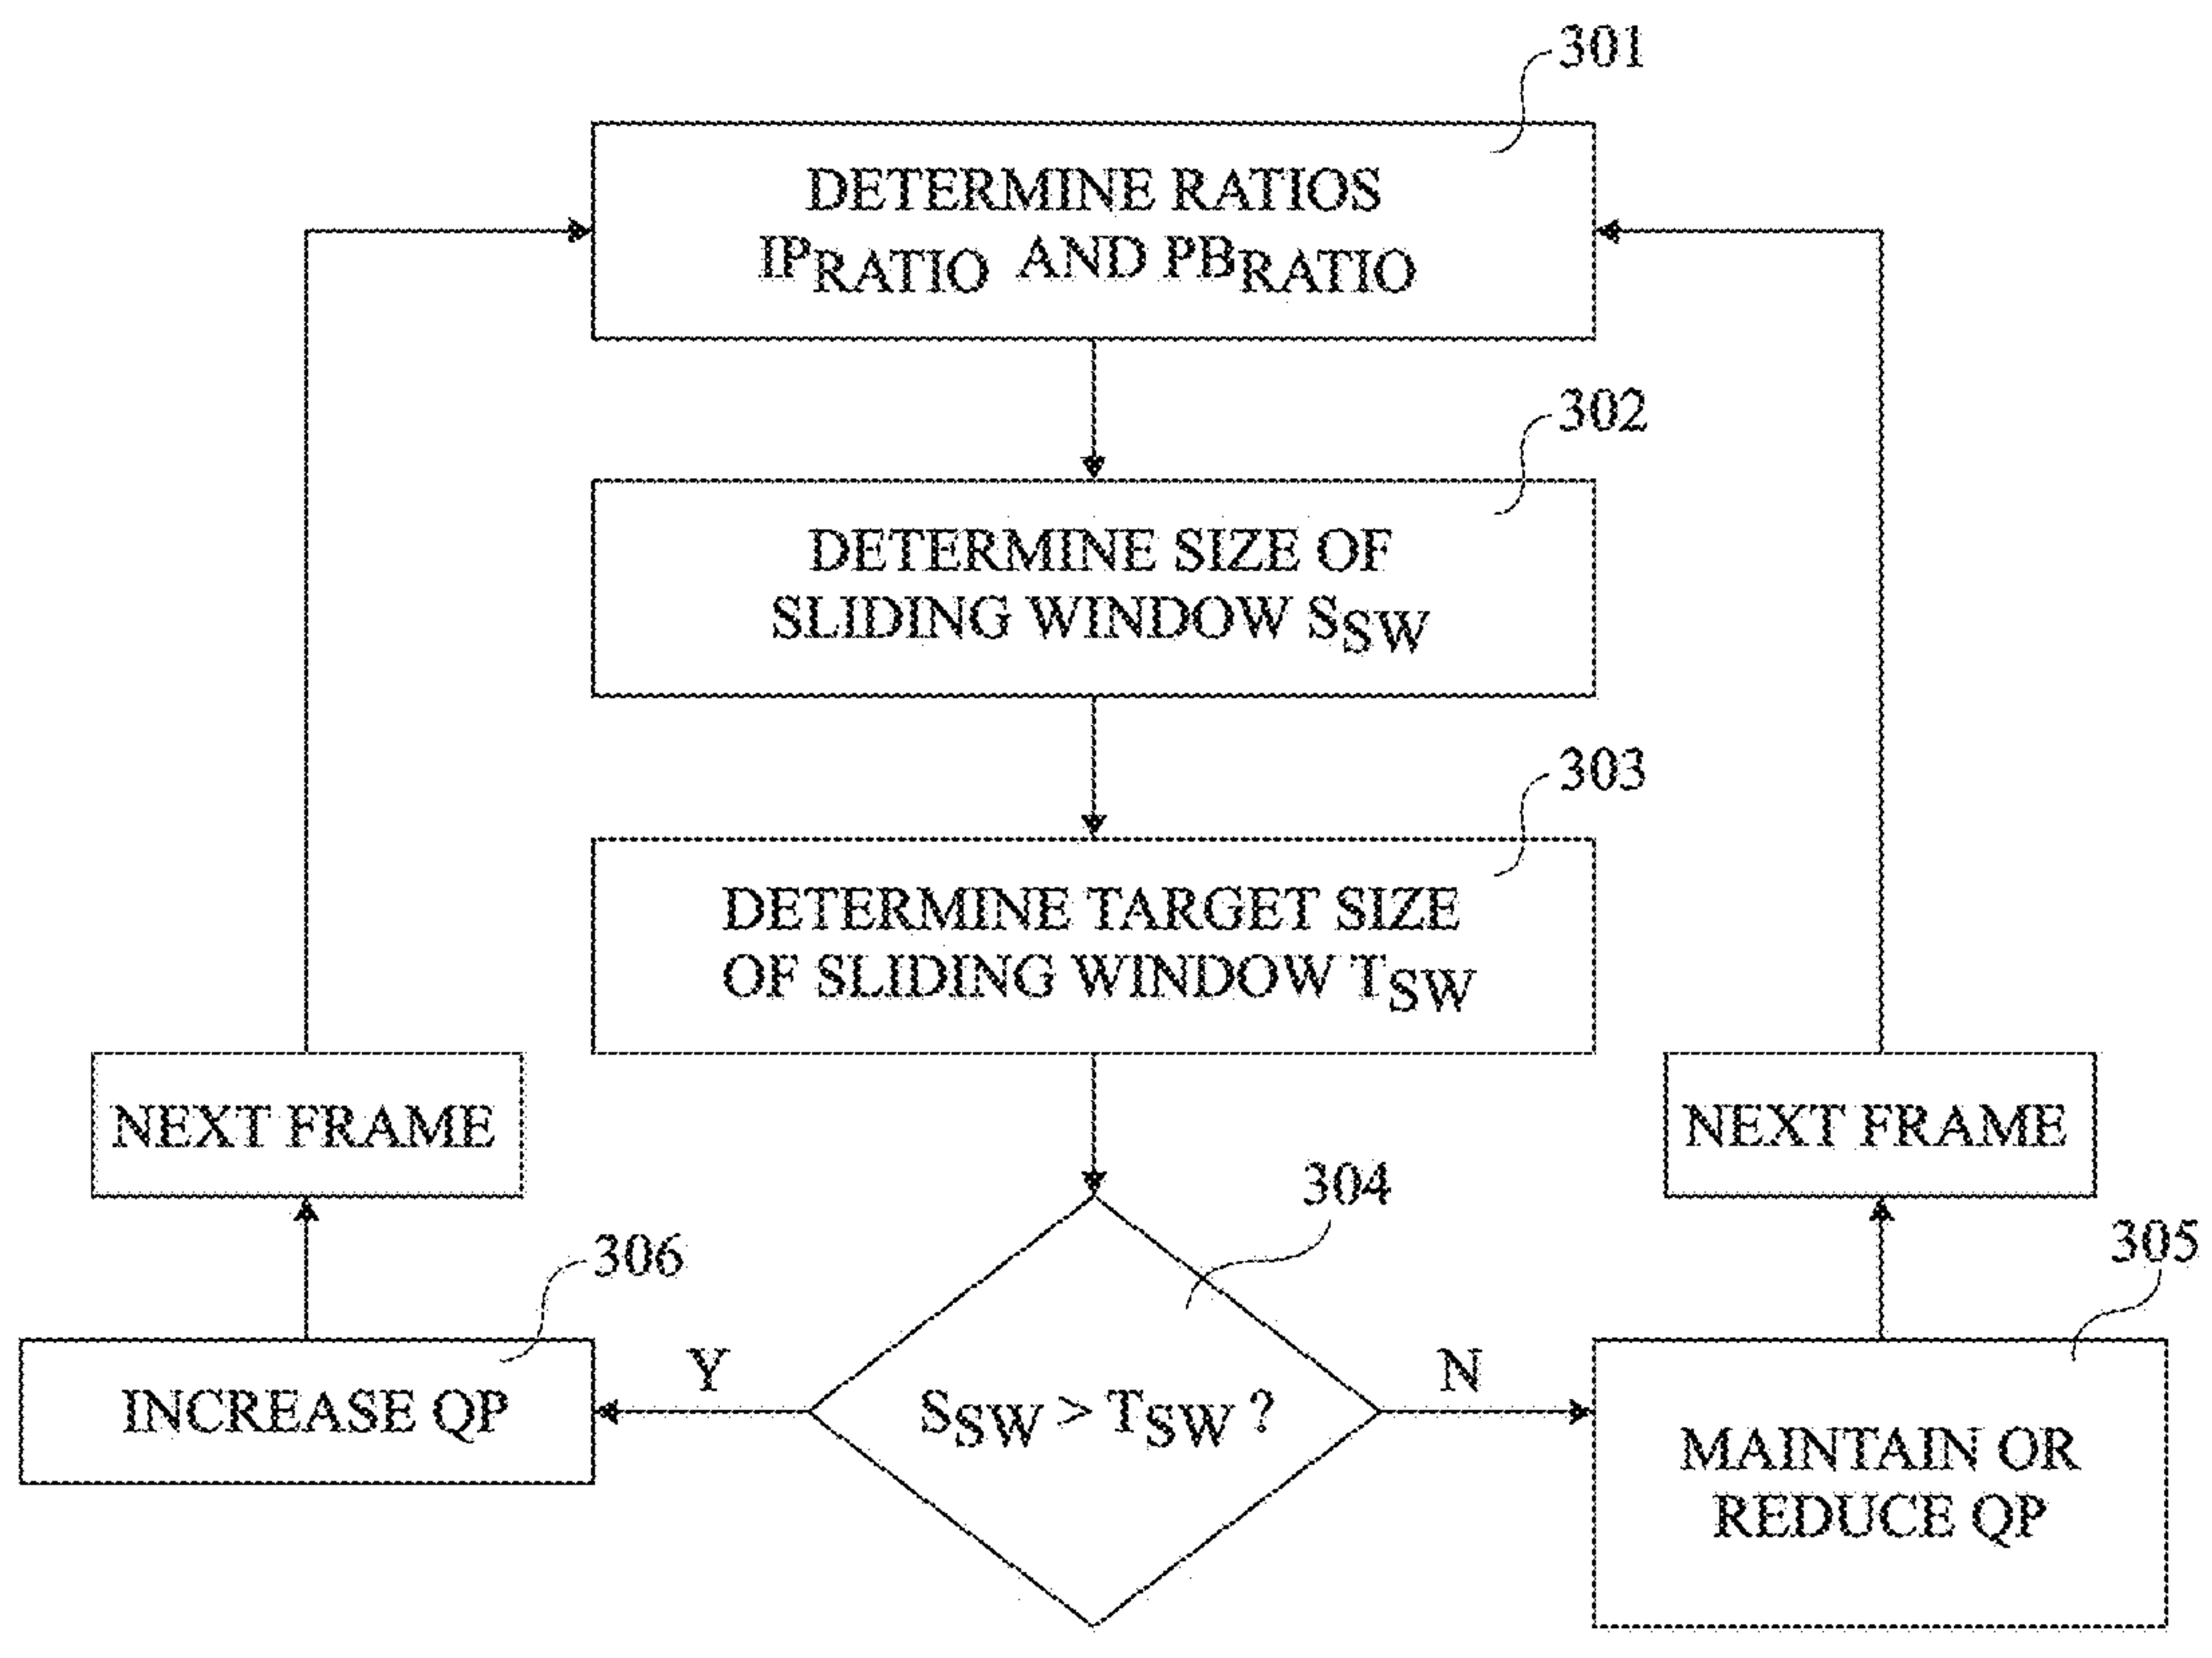 301
DETERMINE RATIOS
IPRATIO AND PBRATIO
302
DETERMINE SIZE OF
SLIDING WINDOW SSW
303
DETERMINE TARGET SIZE
OF SLIDING WINDOW TSW
NEXT FRAME
NEXT FRAME
304
306
305
INCREASE QP
Y
SSW > TSW ?
N
MAINTAIN OR
REDUCE QP